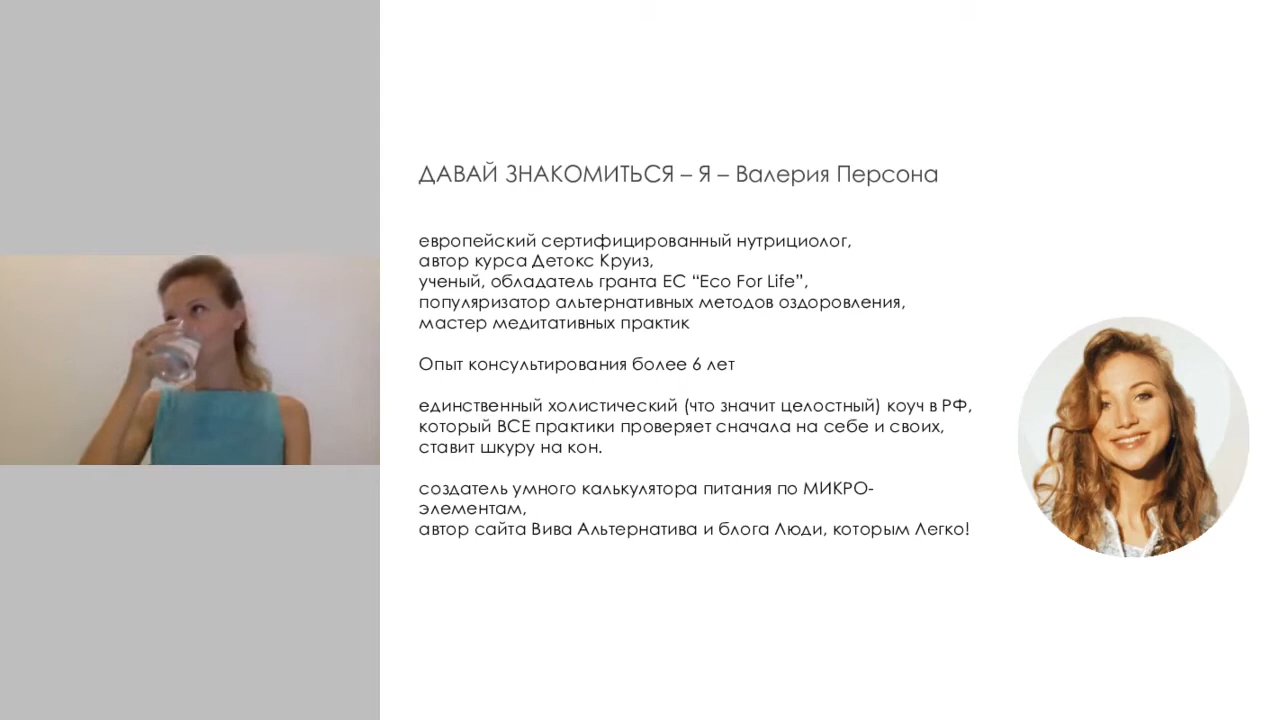 ДАВАЙ ЗНАКОМИТЬСЯ – Я – Валерия Персона
европейский сертифицированный нутрициолог,
автор курса Детокс Круиз,
ученый, обладатель гранта ЕС “Eco For Life”,
популяризатор альтернативных методов оздоровления,
мастер медитативных практик
Опыт консультирования более 6 лет
единственный холистический (что значит целостный) коуч в РФ,
который ВСЕ практики проверяет сначала на себе и своих,
ставит шкуру на кон.
создатель умного калькулятора питания по МИКРО-
элементам,
автор сайта Вива Альтернатива и блога Люди, которым Легко!